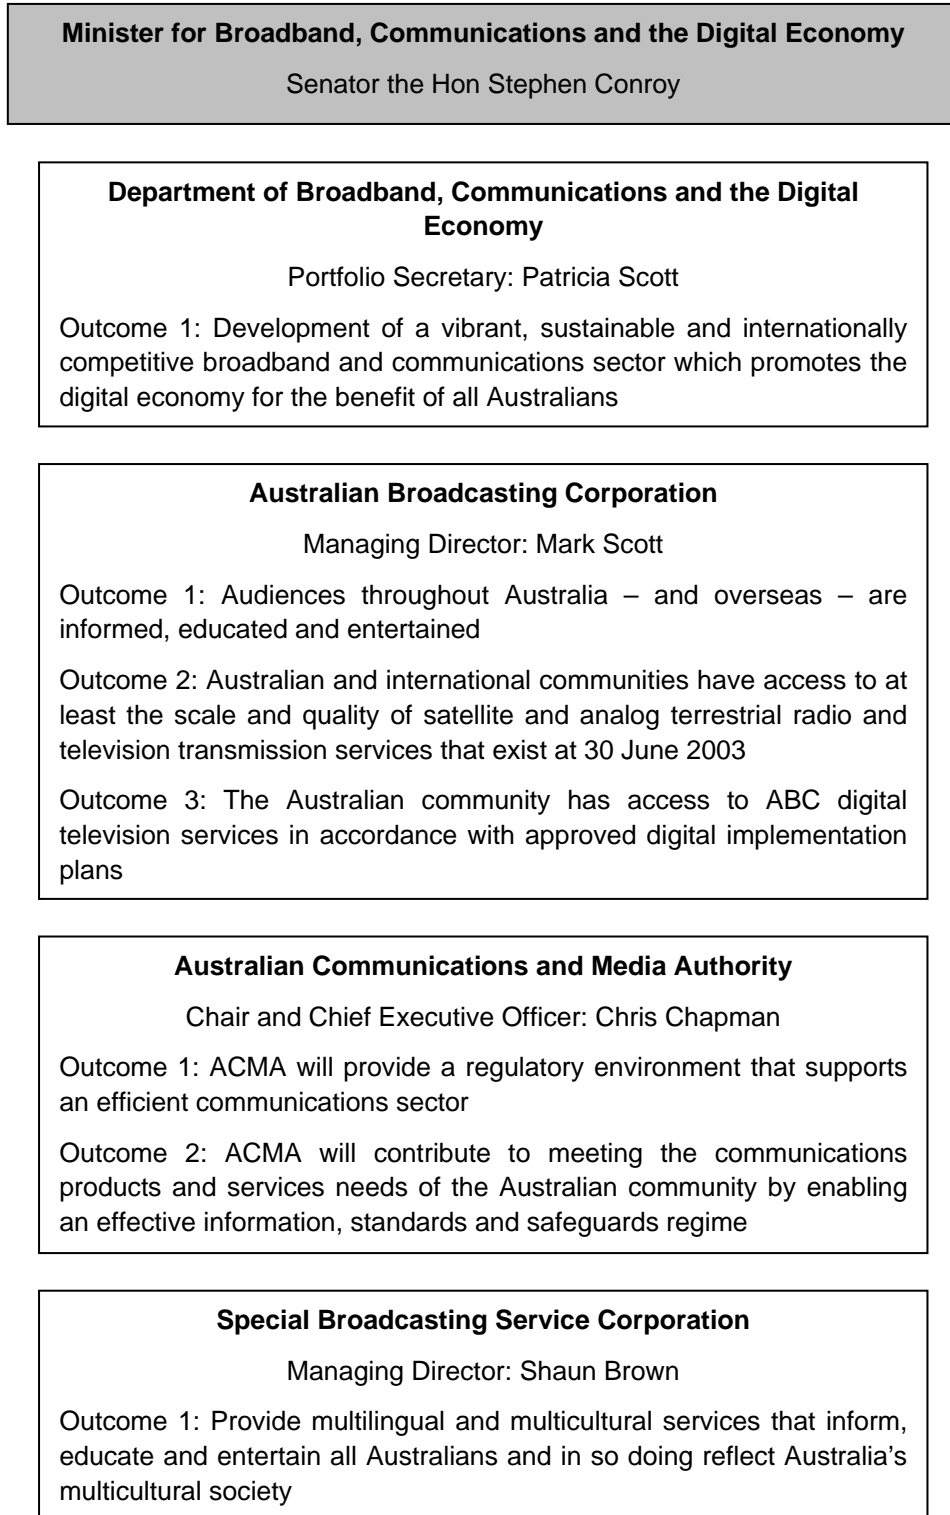 Minister for Broadband, Communications and the Digital Economy
Senator the Hon Stephen Conroy
Department of Broadband, Communications and the Digital
Economy
Portfolio Secretary: Patricia Scott
Outcome 1: Development of a vibrant, sustainable and internationally
competitive broadband and communications sector which promotes the
digital economy for the benefit of all Australians
Australian Broadcasting Corporation
Managing Director: Mark Scott
Outcome 1: Audiences throughout Australia – and overseas – are
informed, educated and entertained
Outcome 2: Australian and international communities have access to at
least the scale and quality of satellite and analog terrestrial radio and
television transmission services that exist at 30 June 2003
Outcome 3: The Australian community has access to ABC digital
television services in accordance with approved digital implementation
plans
Australian Communications and Media Authority
Chair and Chief Executive Officer: Chris Chapman
Outcome 1: ACMA will provide a regulatory environment that supports
an efficient communications sector
Outcome 2: ACMA will contribute to meeting the communications
products and services needs of the Australian community by enabling
an effective information, standards and safeguards regime
Special Broadcasting Service Corporation
Managing Director: Shaun Brown
Outcome 1: Provide multilingual and multicultural services that inform,
educate and entertain all Australians and in so doing reflect Australia's
multicultural society